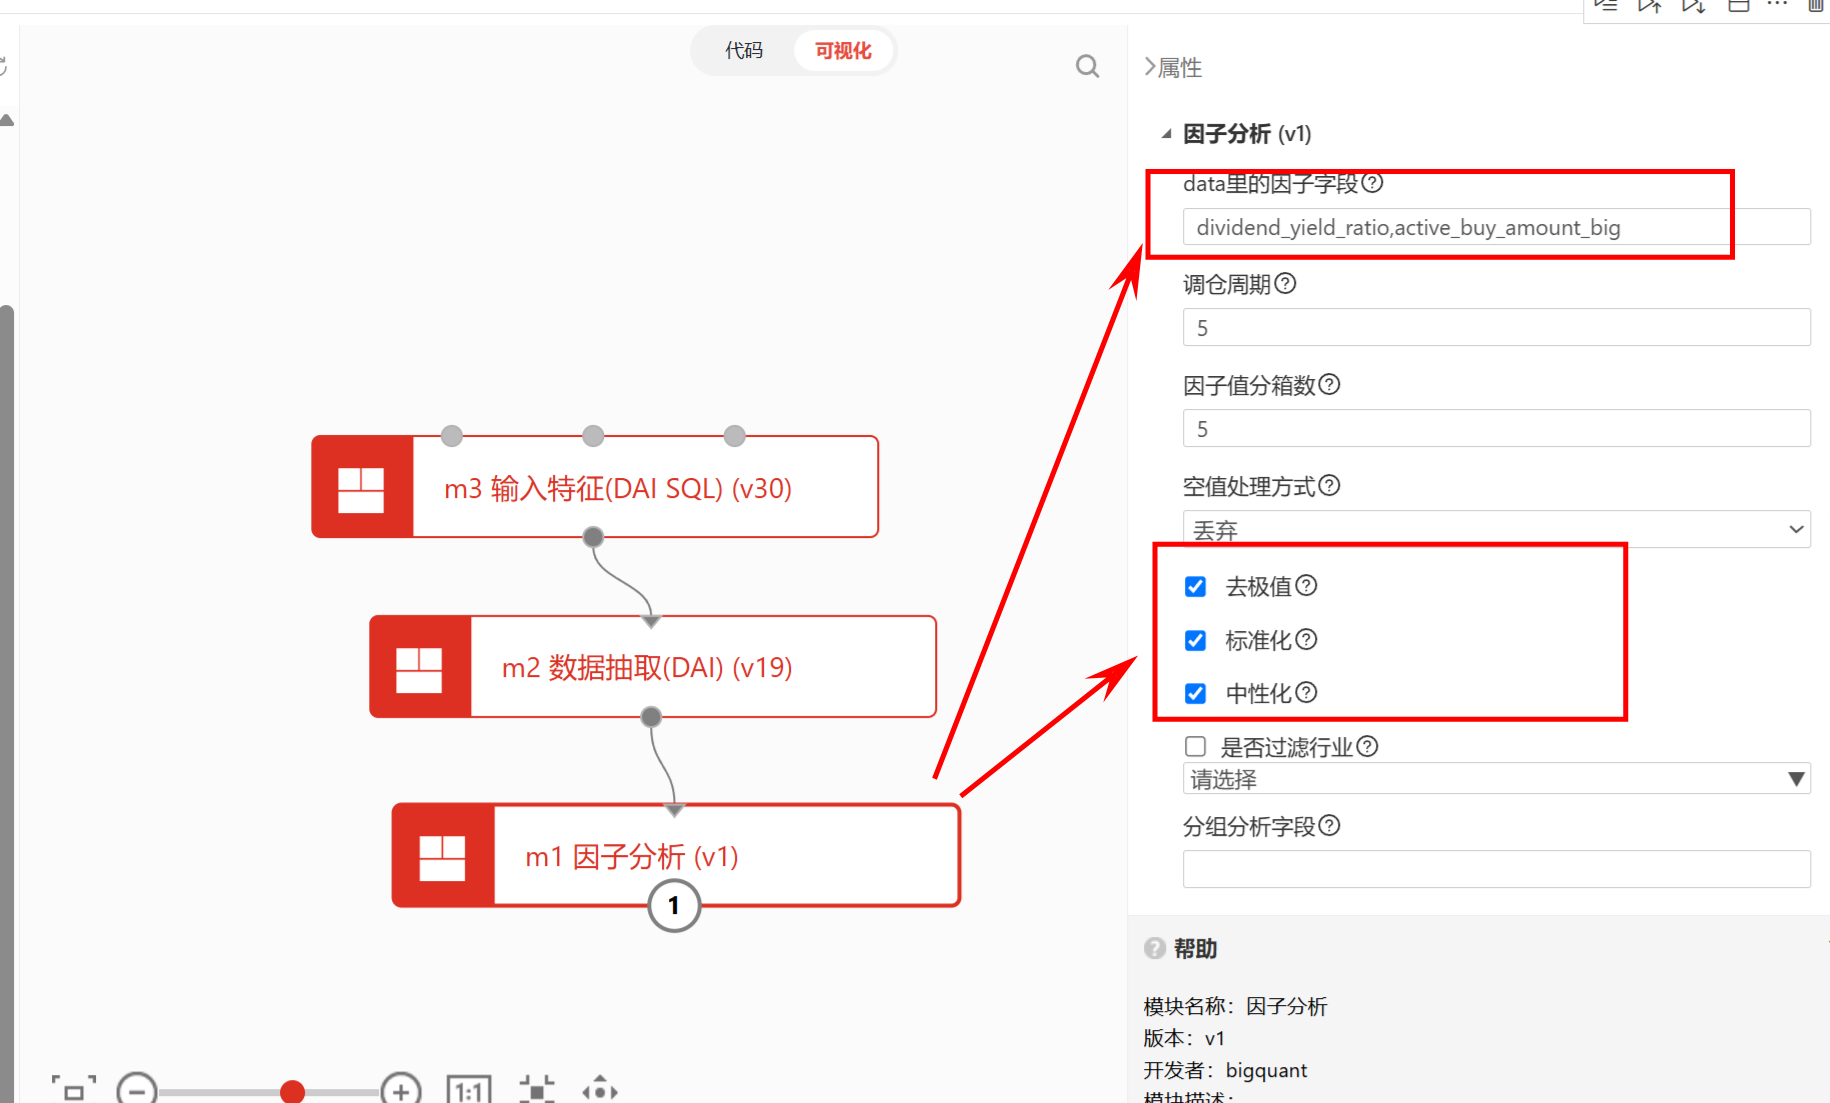 代码
可视化
m3 输入特征(DAI SQL) (v30)
m2 数据抽取(DAI) (v19)
m1 因子分析 (v1)
1
1:1
属性
因子分析 (v1)
data里的因子字段
dividend_yield_ratio,active_buy_amount_big
调仓周期
5
因子值分箱数
5
空值处理方式
丢弃
去极值
标准化
中性化
是否过滤行业
请选择
分组分析字段
帮助
模块名称：因子分析
版本：v1
开发者：bigquant
模块描述：